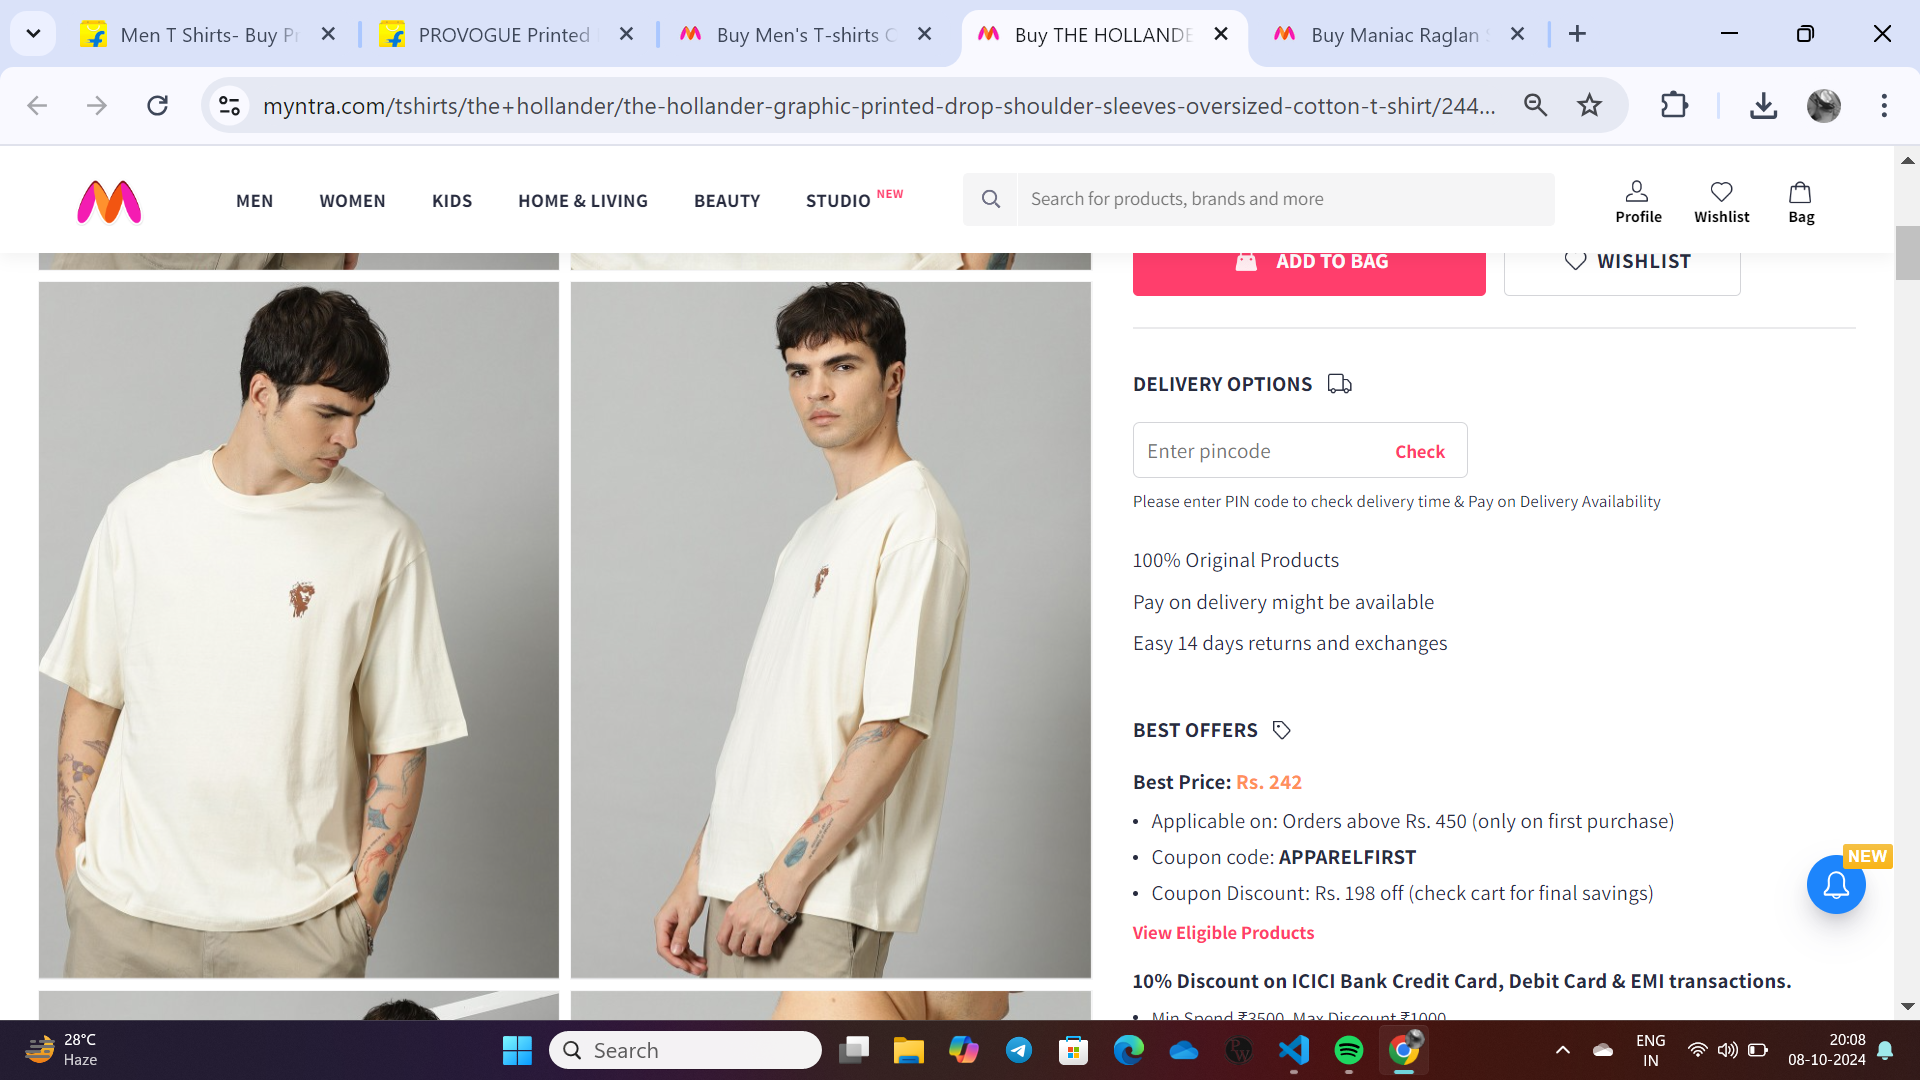 Men T Shirts- Buy Pr
PROVOGUE Printed
Buy Men's T-shirts O
Buy THE HOLLANDE
Buy Maniac Raglan S
myntra.com/tshirts/the+hollander/the-hollander-graphic-printed-drop-shoulder-sleeves-oversized-cotton-t-shirt/244...
MEN
WOMEN
KIDS
HOME & LIVING
BEAUTY
STUDIO NEW
Search for products, brands and more
Profile
Wishlist
Bag
ADD TO BAG
WISHLIST
DELIVERY OPTIONS
Enter pincode
Check
Please enter PIN code to check delivery time & Pay on Delivery Availability
100% Original Products
Pay on delivery might be available
Easy 14 days returns and exchanges
BEST OFFERS
Best Price: Rs. 242
• Applicable on: Orders above Rs. 450 (only on first purchase)
• Coupon code: APPARELFIRST
• Coupon Discount: Rs. 198 off (check cart for final savings)
NEW
View Eligible Products
10% Discount on ICICI Bank Credit Card, Debit Card & EMI transactions.
• Min Spend ₹3500, Max Discount ₹1000
28°C
Haze
Search
ENG
IN
20:08
08-10-2024